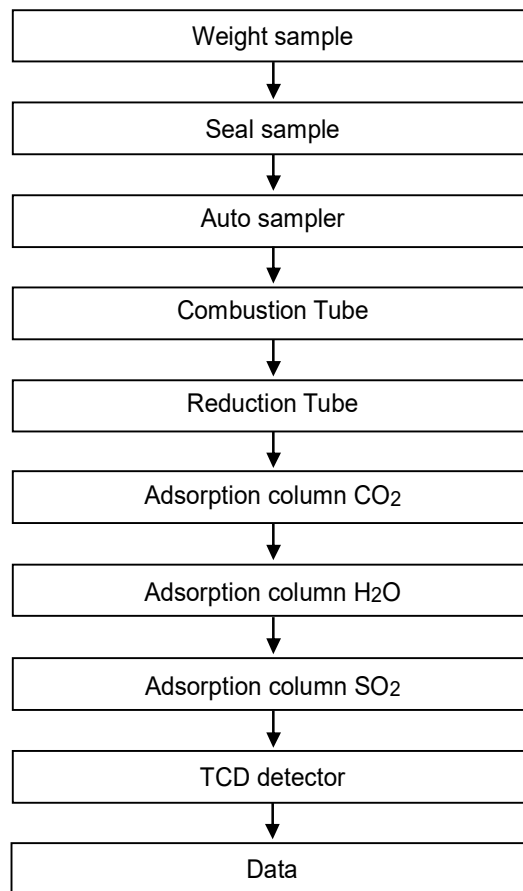 Weight sample
Seal sample
Auto sampler
Combustion Tube
Reduction Tube
Adsorption column CO2
Adsorption column H2O
Adsorption column SO2
TCD detector
Data